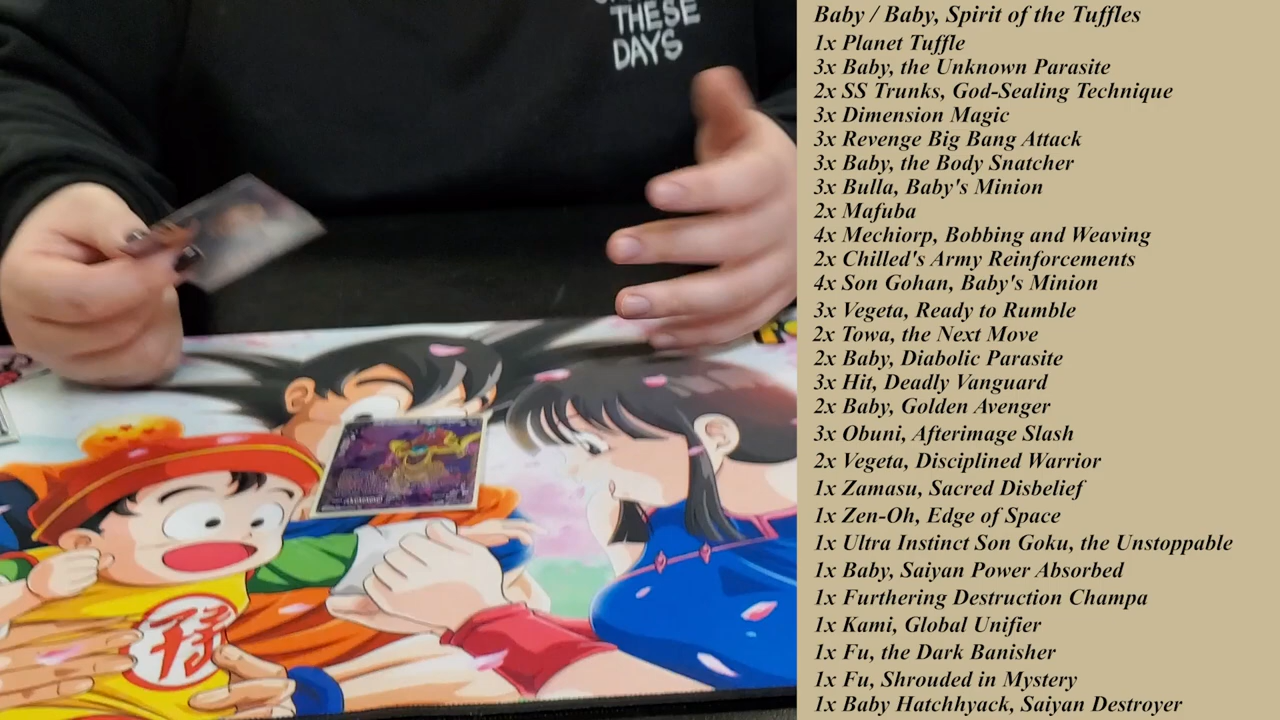 THESE
DAYS
Baby / Baby, Spirit of the Tuffles
1x Planet Tuffle
3x Baby, the Unknown Parasite
2x SS Trunks, God-Sealing Technique
3x Dimension Magic
3x Revenge Big Bang Attack
3x Baby, the Body Snatcher
3x Bulla, Baby's Minion
2x Mafuba
4x Mechiorp, Bobbing and Weaving
2x Chilled's Army Reinforcements
4x Son Gohan, Baby's Minion
3x Vegeta, Ready to Rumble
2x Towa, the Next Move
2x Baby, Diabolic Parasite
3x Hit, Deadly Vanguard
2x Baby, Golden Avenger
3x Obuni, Afterimage Slash
2x Vegeta, Disciplined Warrior
1x Zamasu, Sacred Disbelief
1x Zen-Oh, Edge of Space
1x Ultra Instinct Son Goku, the Unstoppable
1x Baby, Saiyan Power Absorbed
1x Furthering Destruction Champa
1x Kami, Global Unifier
1x Fu, the Dark Banisher
1x Fu, Shrouded in Mystery
1x Baby Hatchhyack, Saiyan Destroyer